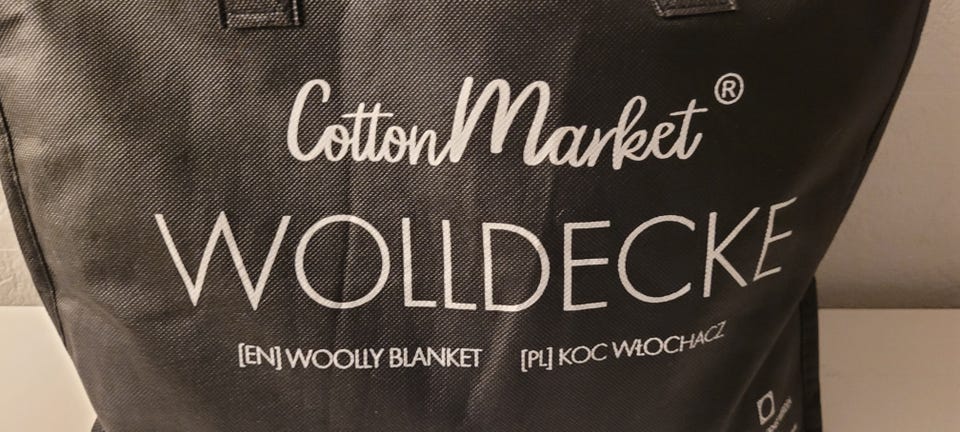 CottonMarket®
WOLLDECKE
[EN] WOOLLY BLANKET [PL] KOC WŁOCHACZ